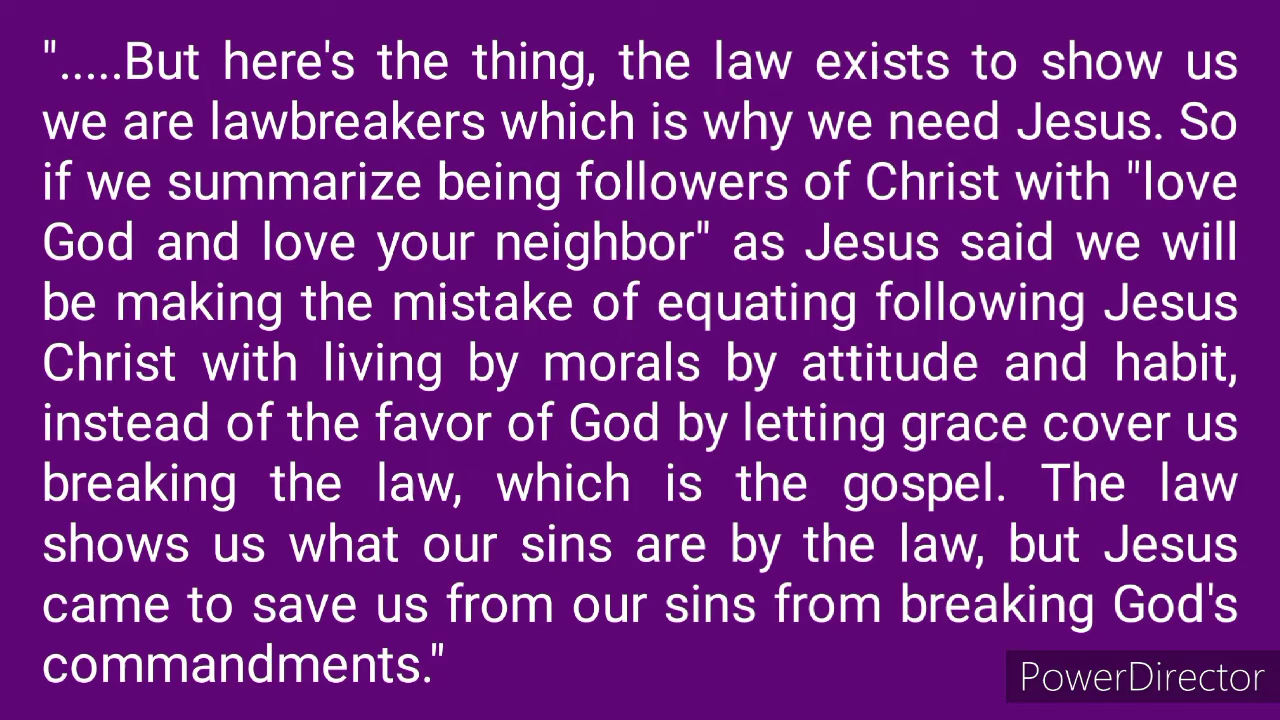 ".....But here's the thing, the law exists to show us
we are lawbreakers which is why we need Jesus. So
if we summarize being followers of Christ with "love
God and love your neighbor" as Jesus said we will
be making the mistake of equating following Jesus
Christ with living by morals by attitude and habit,
instead of the favor of God by letting grace cover us
breaking the law, which is the gospel. The law
shows us what our sins are by the law, but Jesus
came to save us from our sins from breaking God's
commandments."
PowerDirector